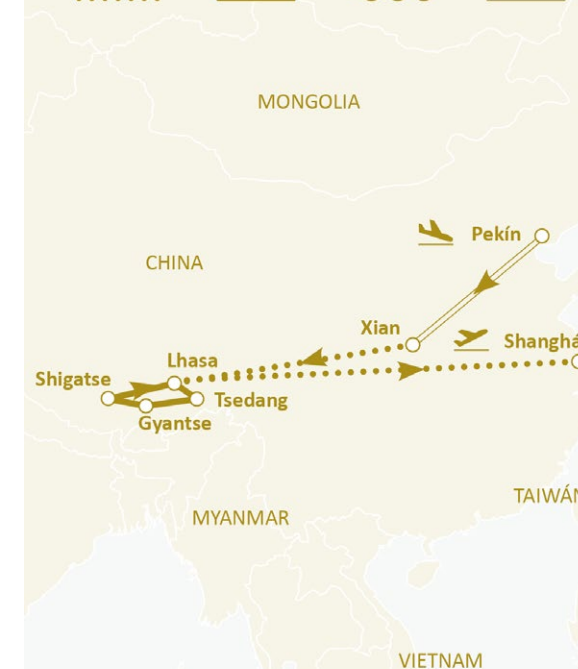 MONGOLIA
Pekín
CHINA
Xian
Shanghá
Lhasa
Shigatse
Tsedang
Gyantse
TAIWÁN
MYANMAR
VIETNAM